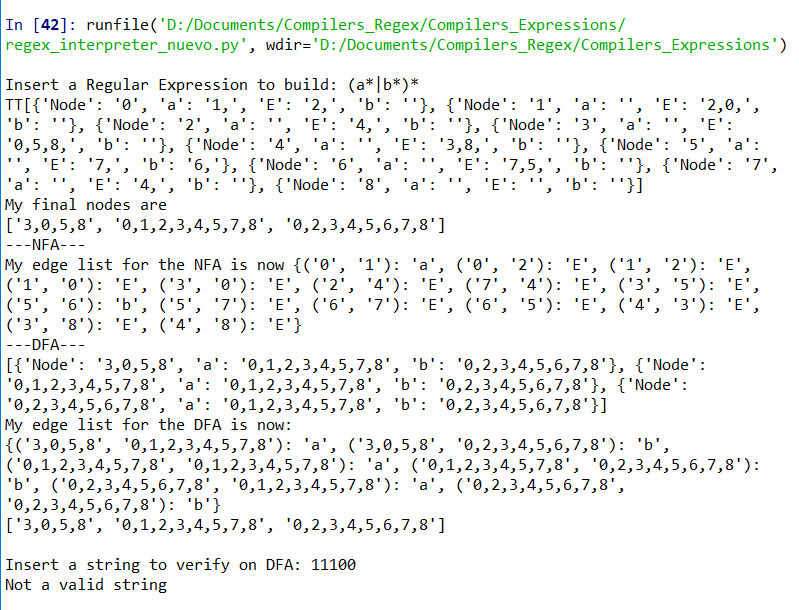 In [42]: runfile('D:/Documents/Compilers_Regex/Compilers_Expressions/
regex_interpreter_nuevo.py', wdir='D:/Documents/Compilers_Regex/Compilers_Expressions')
Insert a Regular Expression to build: (a*|b*)*
TT[{'Node': '0', 'a': '1,', 'E': '2,', 'b': ''}, {'Node': '1', 'a': '', 'E': '2,0,',
'b': ''}, {'Node': '2', 'a': '', 'E': '4,', 'b': ''}, {'Node': '3', 'a': '', 'E':
'0,5,8,', 'b': ''}, {'Node': '4', 'a': '', 'E': '3,8,', 'b': ''}, {'Node': '5', 'a':
'', 'E': '7,', 'b': '6,'}, {'Node': '6', 'a': '', 'E': '7,5,', 'b': ''}, {'Node': '7',
'a': '', 'E': '4,', 'b': ''}, {'Node': '8', 'a': '', 'E': '', 'b': ''}]
My final nodes are
['3,0,5,8', '0,1,2,3,4,5,7,8', '0,2,3,4,5,6,7,8']
---NFA---
My edge list for the NFA is now {('0', '1'): 'a', ('0', '2'): 'E', ('1', '2'): 'E',
('1', '0'): 'E', ('3', '0'): 'E', ('2', '4'): 'E', ('7', '4'): 'E', ('3', '5'): 'E',
('5', '6'): 'b', ('5', '7'): 'E', ('6', '7'): 'E', ('6', '5'): 'E', ('4', '3'): 'E',
('3', '8'): 'E', ('4', '8'): 'E'}
---DFA---
[{'Node': '3,0,5,8', 'a': '0,1,2,3,4,5,7,8', 'b': '0,2,3,4,5,6,7,8'}, {'Node':
'0,1,2,3,4,5,7,8', 'a': '0,1,2,3,4,5,7,8', 'b': '0,2,3,4,5,6,7,8'}, {'Node':
'0,2,3,4,5,6,7,8', 'a': '0,1,2,3,4,5,7,8', 'b': '0,2,3,4,5,6,7,8'}]
My edge list for the DFA is now:
{('3,0,5,8', '0,1,2,3,4,5,7,8'): 'a', ('3,0,5,8', '0,2,3,4,5,6,7,8'): 'b',
('0,1,2,3,4,5,7,8', '0,1,2,3,4,5,7,8'): 'a', ('0,1,2,3,4,5,7,8', '0,2,3,4,5,6,7,8'):
'b', ('0,2,3,4,5,6,7,8', '0,1,2,3,4,5,7,8'): 'a', ('0,2,3,4,5,6,7,8',
'0,2,3,4,5,6,7,8'): 'b'}
['3,0,5,8', '0,1,2,3,4,5,7,8', '0,2,3,4,5,6,7,8']
Insert a string to verify on DFA: 11100
Not a valid string